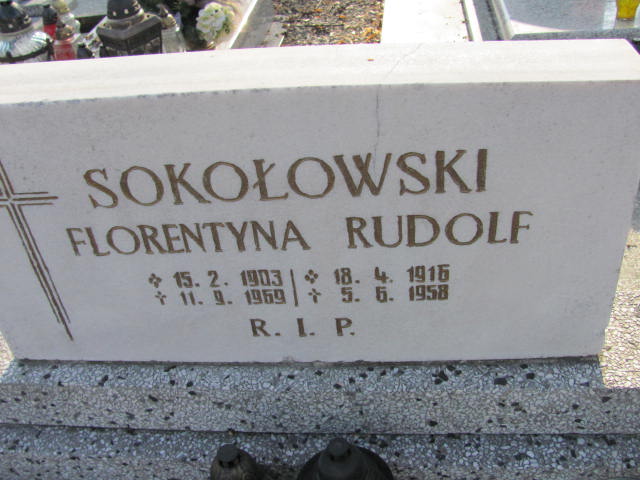 SOKOŁOWSKI
FLORENTYNA RUDOLF
15. 2. 1903 | 18. 4. 1916
† 11. 9. 1969 | † 5. 6. 1958
R. I. P.